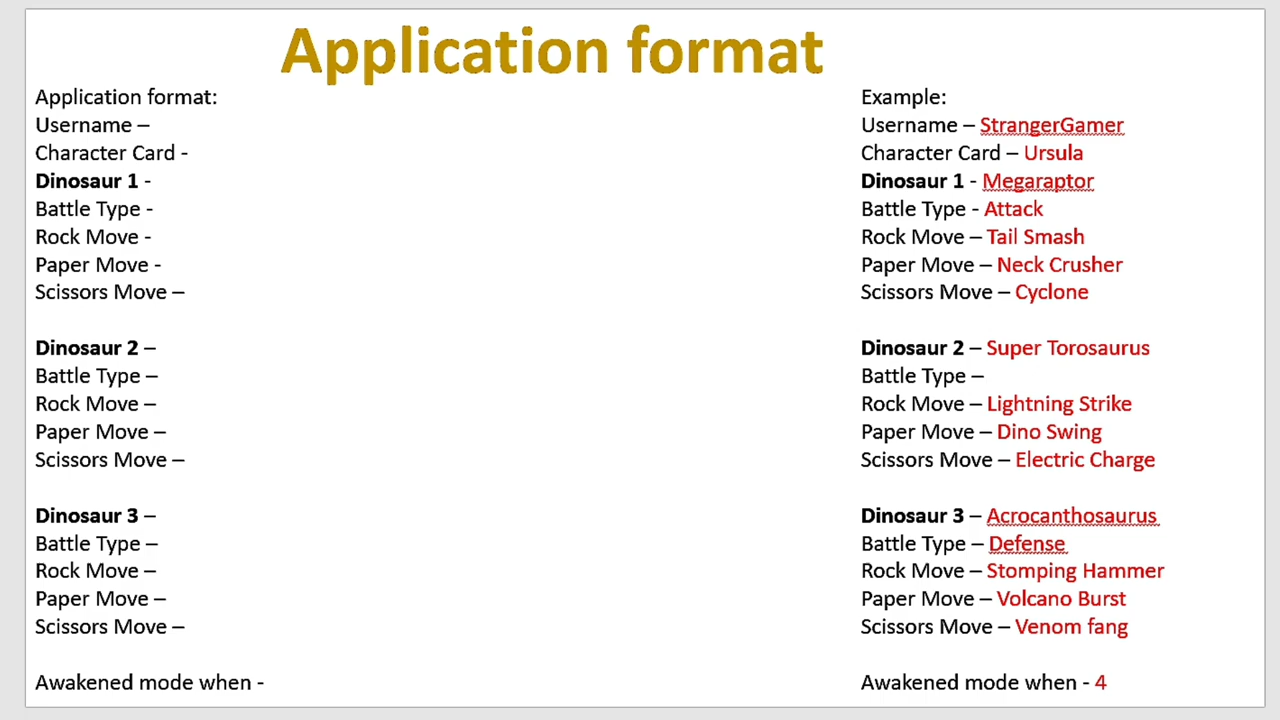 Application format
Application format:
Username –
Character Card -
Dinosaur 1 -
Battle Type -
Rock Move -
Paper Move -
Scissors Move –
Dinosaur 2 –
Battle Type –
Rock Move –
Paper Move –
Scissors Move –
Dinosaur 3 –
Battle Type –
Rock Move –
Paper Move –
Scissors Move –
Awakened mode when -
Example:
Username – StrangerGamer
Character Card – Ursula
Dinosaur 1 - Megaraptor
Battle Type - Attack
Rock Move – Tail Smash
Paper Move – Neck Crusher
Scissors Move – Cyclone
Dinosaur 2 – Super Torosaurus
Battle Type –
Rock Move – Lightning Strike
Paper Move – Dino Swing
Scissors Move – Electric Charge
Dinosaur 3 – Acrocanthosaurus
Battle Type – Defense
Rock Move – Stomping Hammer
Paper Move – Volcano Burst
Scissors Move – Venom fang
Awakened mode when - 4